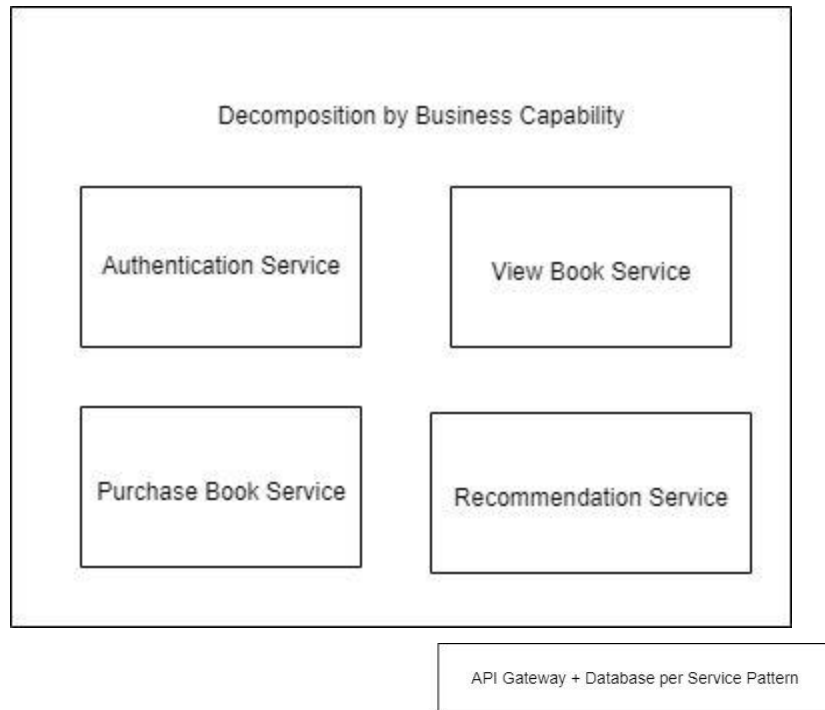 Decomposition by Business Capability
Authentication Service
View Book Service
Purchase Book Service
Recommendation Service
API Gateway + Database per Service Pattern